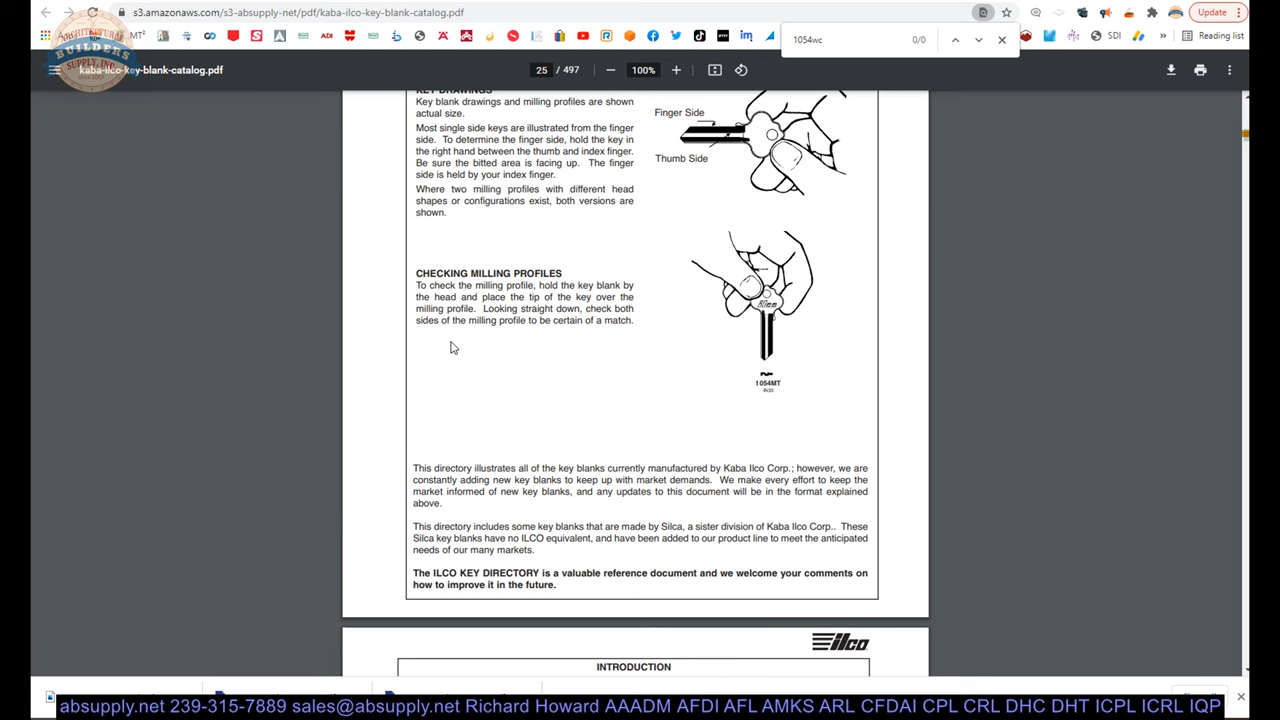 s3.amazonaws.com/s3-absupply-net/pdf/kaba-ilco-key-blank-catalog.pdf
Update
1054wc
0/0
MT²
ADI
SDI
Reading list
ARCHITECTURAL
BUILDERS
SUPPLY, INC.
kaba-ilco-key-blank-catalog.pdf
25 / 497
100%
KEY DRAWINGS
Key blank drawings and milling profiles are shown
actual size.
Most single side keys are illustrated from the finger
side. To determine the finger side, hold the key in
the right hand between the thumb and index finger.
Be sure the bitted area is facing up. The finger
side is held by your index finger.
Where two milling profiles with different head
shapes or configurations exist, both versions are
shown.
Finger Side
Thumb Side
CHECKING MILLING PROFILES
To check the milling profile, hold the key blank by
the head and place the tip of the key over the
milling profile. Looking straight down, check both
sides of the milling profile to be certain of a match.
1054MT
This directory illustrates all of the key blanks currently manufactured by Kaba Ilco Corp.; however, we are
constantly adding new key blanks to keep up with market demands. We make every effort to keep the
market informed of new key blanks, and any updates to this document will be in the format explained
above.
This directory includes some key blanks that are made by Silca, a sister division of Kaba Ilco Corp.. These
Silca key blanks have no ILCO equivalent, and have been added to our product line to meet the anticipated
needs of our many markets.
The ILCO KEY DIRECTORY is a valuable reference document and we welcome your comments on
how to improve it in the future.
ilco
INTRODUCTION
absupply.net 239-315-7889 sales@absupply.net Richard Howard AAADM AFDI AFL AMKS ARL CFDAI CPL CRL DHC DHT ICPL ICRL IQP